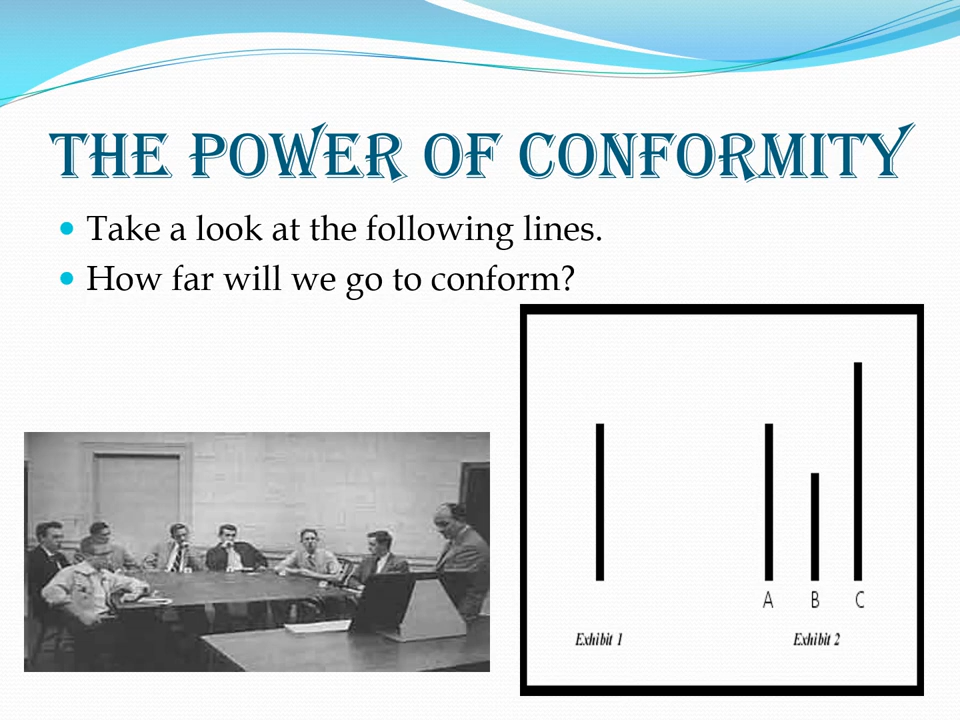 THE POWER OF CONFORMITY
Take a look at the following lines.
How far will we go to conform?
A B C
Exhibit 1 Exhibit 2